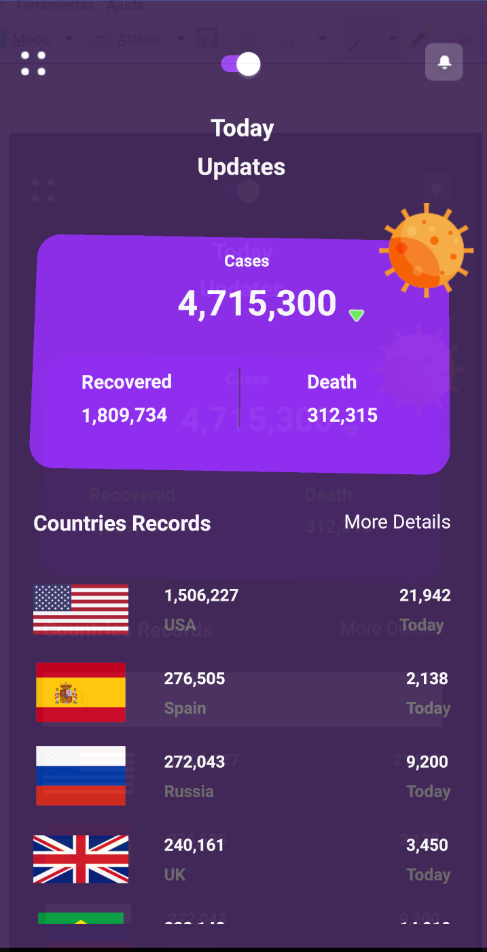 Ferramentas Ajuda
Modo Atrasar
Today
Updates
Cases
4,715,300
Recovered Death
1,809,734 312,315
Countries Records More Details
1,506,227 21,942
USA Today
276,505 2,138
Spain Today
272,043 9,200
Russia Today
240,161 3,450
UK Today